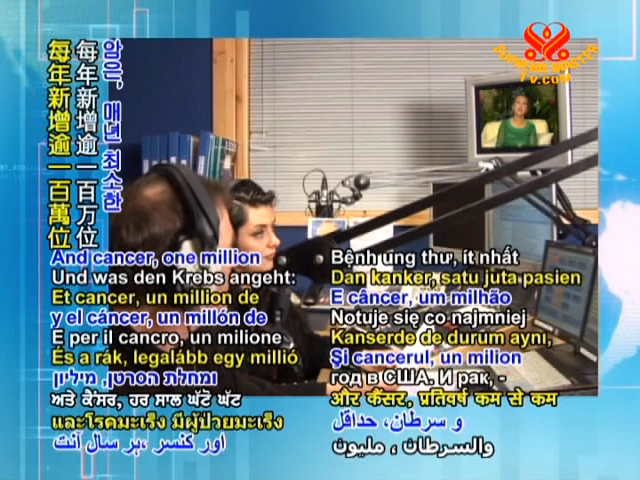 SUPREME MASTER
TV.COM
每年新增逾一百萬位
每年新增逾一百万位
암은, 매년 최소한
And cancer, one million
Und was den Krebs angeht:
Et cancer, un million de
y el cáncer, un millón de
E per il cancro, un milione
És a rák, legalább egy millió
ומחלת הסרטן, מיליון
ਅਤੇ ਕੈਂਸਰ, ਹਰ ਸਾਲ ਘੱਟੋ ਘੱਟ
และโรคมะเร็ง มีผู้ป่วยมะเร็ง
اور کنسر ،ہر سال آنت
Bệnh ung thư, ít nhất
Dan kanker, satu juta pasien
E câncer, um milhão
Notuje się co najmniej
Kanserde de durum aynı,
Şi cancerul, un milion
год в США. И рак, -
और कैंसर, प्रतिवर्ष कम से कम
و سرطان، حداقل
والسرطان ، مليون